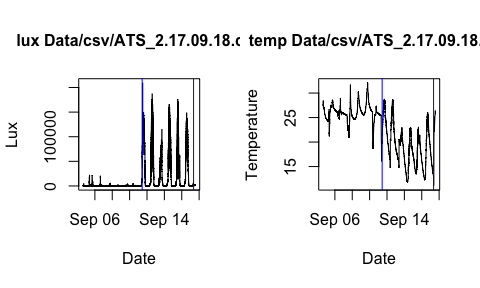 lux Data/csv/ATS_2.17.09.18.c
temp Data/csv/ATS_2.17.09.18.
Lux
0
100000
Sep 06
Sep 14
Date
Temperature
15
25
Sep 06
Sep 14
Date